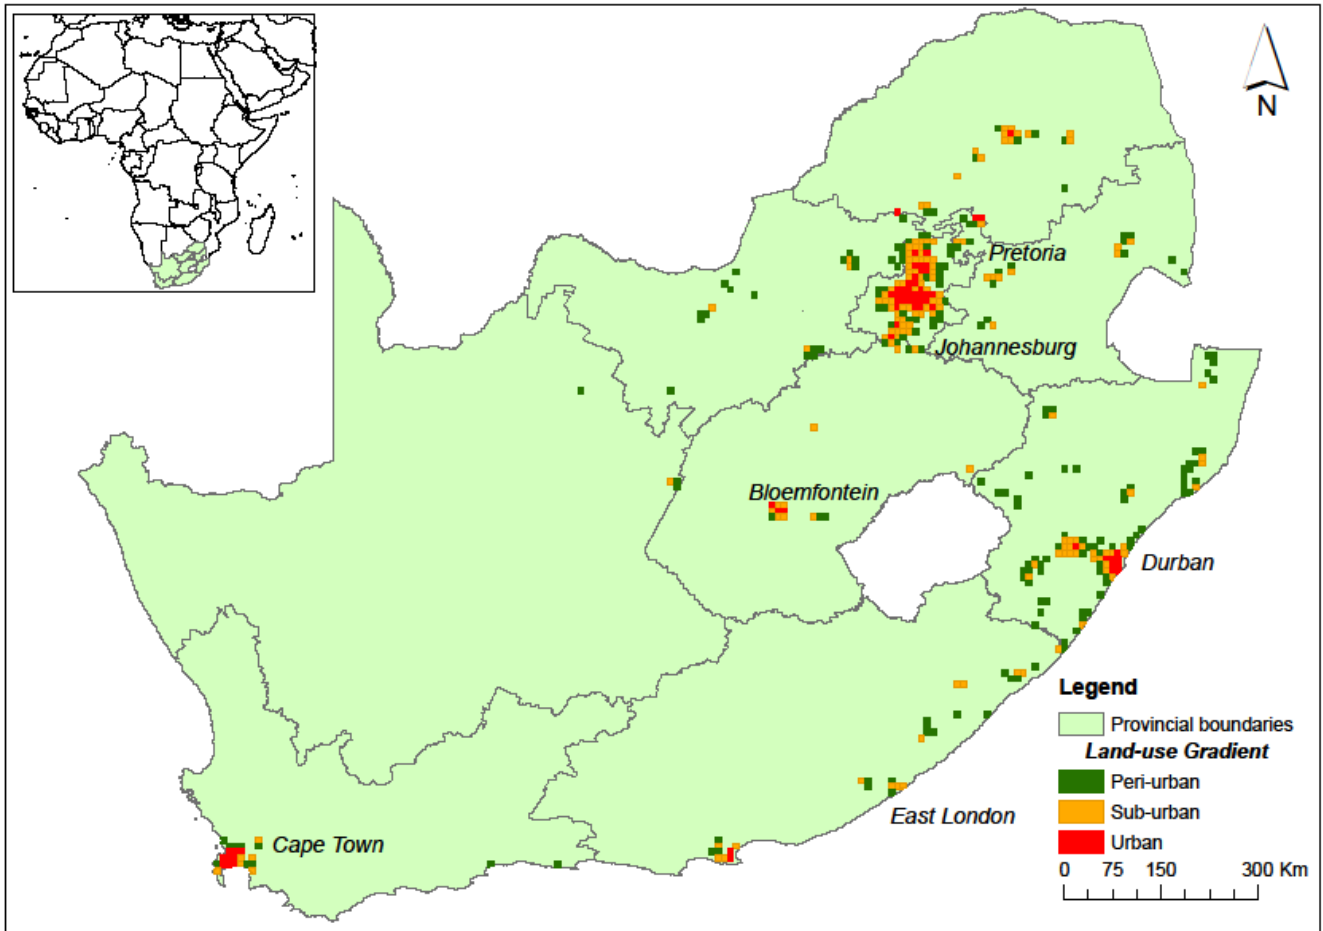 N
Pretoria
Johannesburg
Bloemfontein
Durban
Legend
Provincial boundaries
Land-use Gradient
Peri-urban
Sub-urban
Urban
East London
Cape Town
0 75 150 300 Km